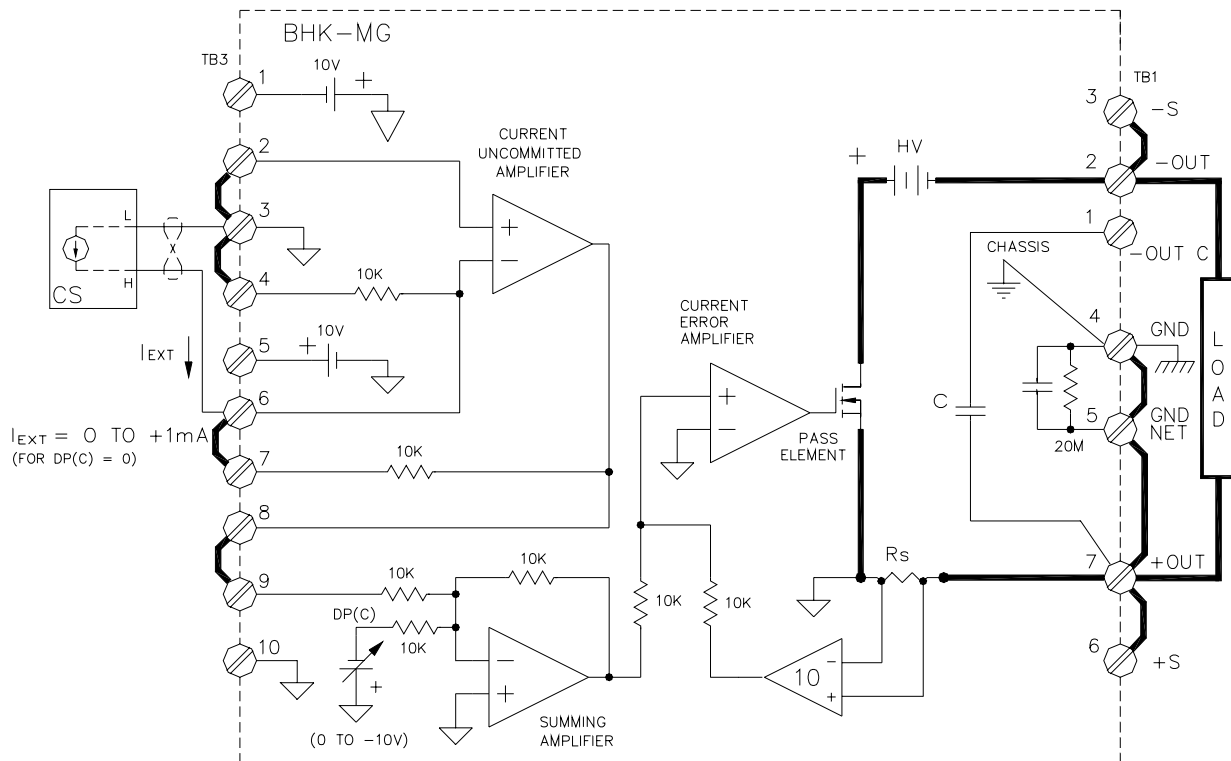 BHK-MG
TB3
1
10V
+
2
CURRENT
UNCOMMITTED
AMPLIFIER
+
−
3
L
H
CS
4
10K
5
+
10V
IEXT
6
IEXT = 0 TO +1mA
(FOR DP(C) = 0)
7
10K
8
9
10K
10K
DP(C)
10K
10
+
(0 TO -10V)
−
+
SUMMING
AMPLIFIER
10K
10K
CURRENT
ERROR
AMPLIFIER
+
−
PASS
ELEMENT
+
HV
Rs
10
-
+
TB1
3
-S
2
-OUT
1
-OUT C
CHASSIS
4
GND
C
5
GND
NET
20M
7
+OUT
6
+S
LOAD